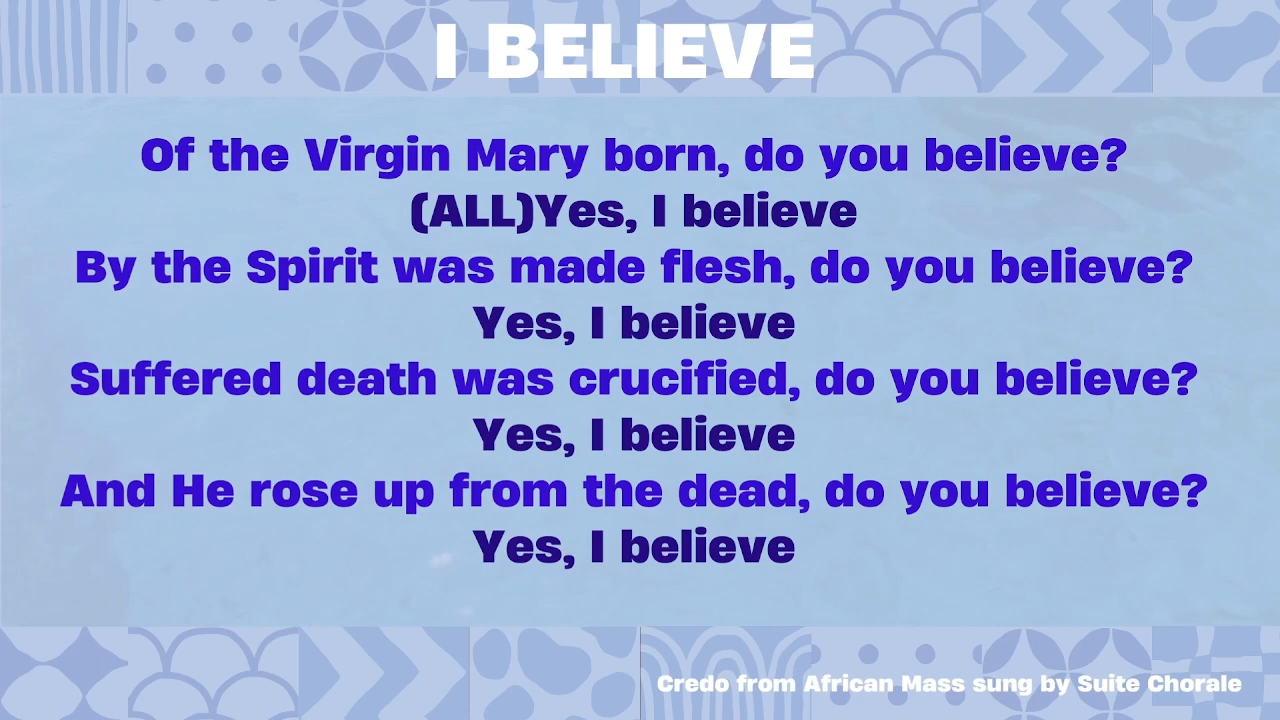 I BELIEVE
Of the Virgin Mary born, do you believe?
(ALL)Yes, I believe
By the Spirit was made flesh, do you believe?
Yes, I believe
Suffered death was crucified, do you believe?
Yes, I believe
And He rose up from the dead, do you believe?
Yes, I believe
Credo from African Mass sung by Suite Chorale